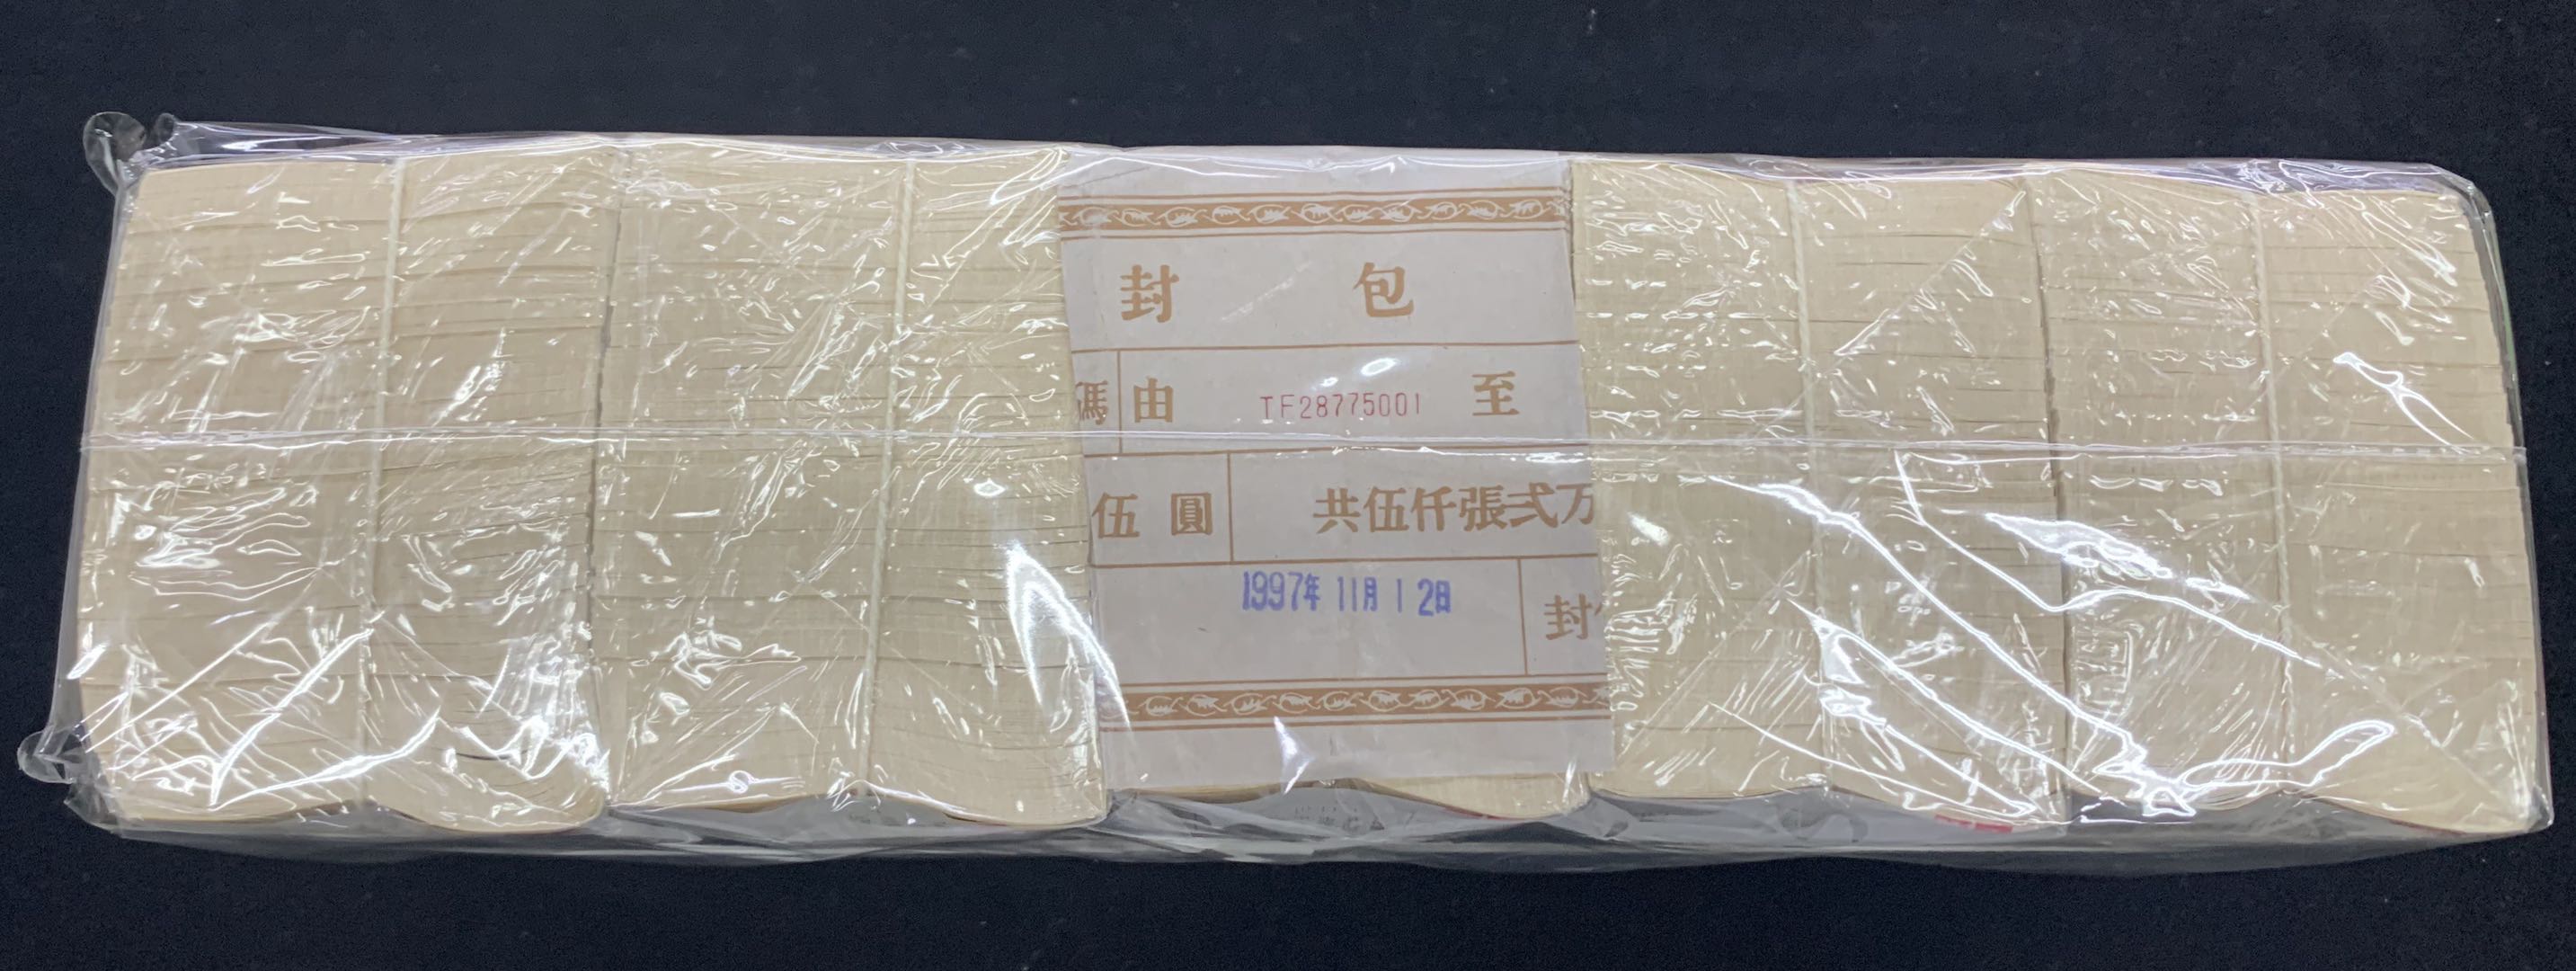 封 包
碼 由 TF28775001 至
伍 圓 共伍仟張弍万
1997年 11月 12日 封